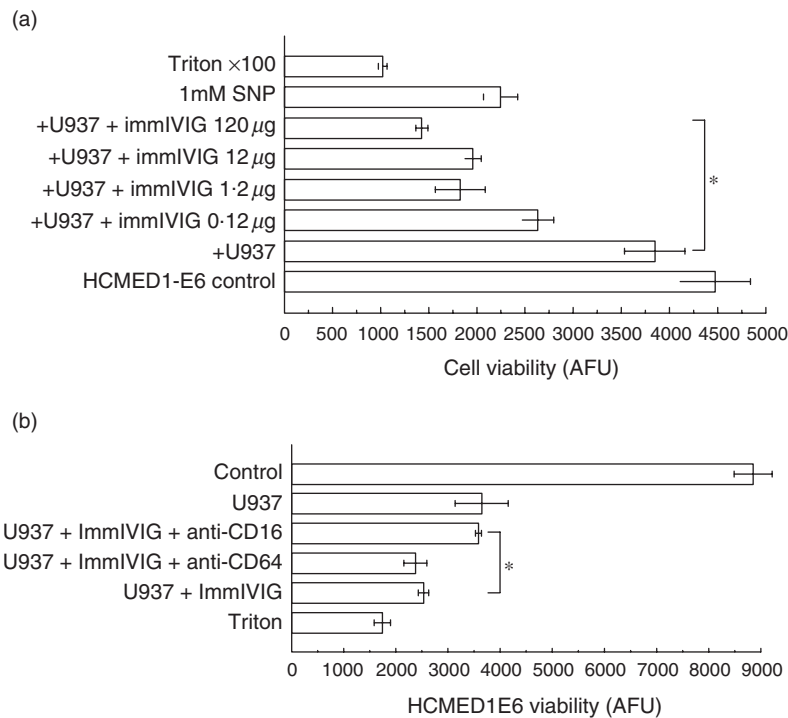 (a)
Triton ×100
1mM SNP
+U937 + immIVIG 120 μg
+U937 + immIVIG 12 μg
+U937 + immIVIG 1·2 μg
+U937 + immIVIG 0·12 μg
+U937
HCMED1-E6 control
*
0 500 1000 1500 2000 2500 3000 3500 4000 4500 5000
Cell viability (AFU)
(b)
Control
U937
U937 + ImmIVIG + anti-CD16
U937 + ImmIVIG + anti-CD64
U937 + ImmIVIG
Triton
*
0 1000 2000 3000 4000 5000 6000 7000 8000 9000
HCMED1E6 viability (AFU)